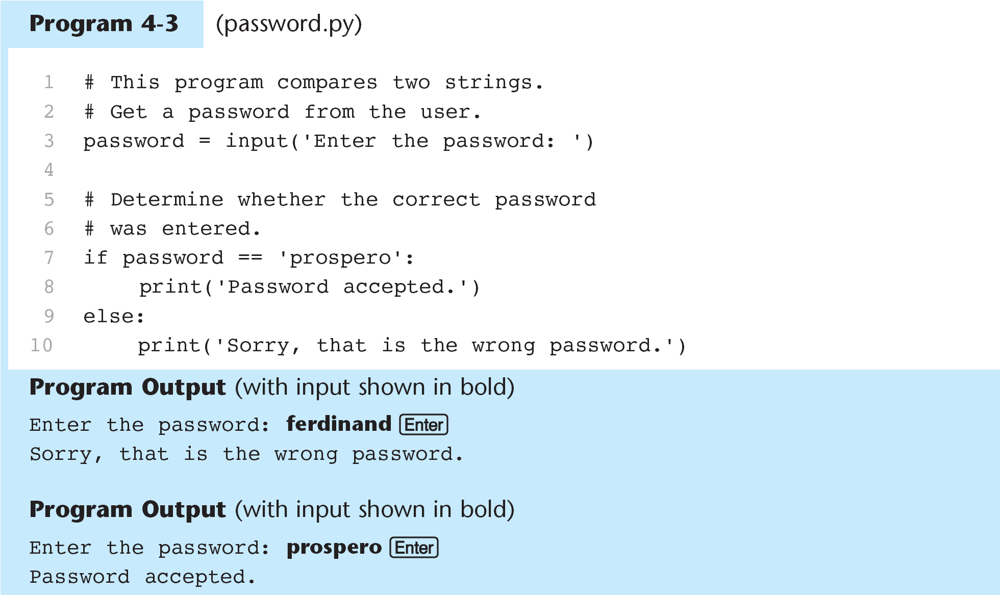 Program 4-3 (password.py)
1 # This program compares two strings.
2 # Get a password from the user.
3 password = input('Enter the password: ')
4
5 # Determine whether the correct password
6 # was entered.
7 if password == 'prospero':
8     print('Password accepted.')
9 else:
10     print('Sorry, that is the wrong password.')
Program Output (with input shown in bold)
Enter the password: ferdinand Enter
Sorry, that is the wrong password.
Program Output (with input shown in bold)
Enter the password: prospero Enter
Password accepted.